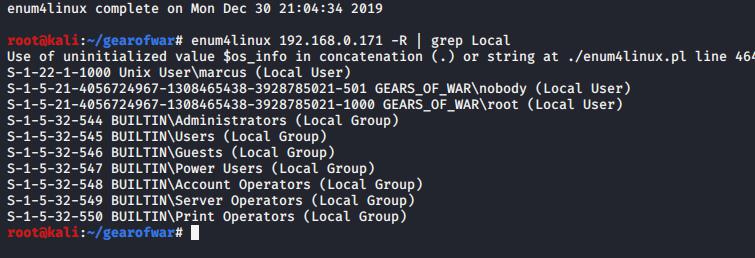 enum4linux complete on Mon Dec 30 21:04:34 2019
root@kali:~/gearofwar# enum4linux 192.168.0.171 -R | grep Local
Use of uninitialized value $os_info in concatenation (.) or string at ./enum4linux.pl line 464
S-1-22-1-1000 Unix User\marcus (Local User)
S-1-5-21-4056724967-1308465438-3928785021-501 GEARS_OF_WAR\nobody (Local User)
S-1-5-21-4056724967-1308465438-3928785021-1000 GEARS_OF_WAR\root (Local User)
S-1-5-32-544 BUILTIN\Administrators (Local Group)
S-1-5-32-545 BUILTIN\Users (Local Group)
S-1-5-32-546 BUILTIN\Guests (Local Group)
S-1-5-32-547 BUILTIN\Power Users (Local Group)
S-1-5-32-548 BUILTIN\Account Operators (Local Group)
S-1-5-32-549 BUILTIN\Server Operators (Local Group)
S-1-5-32-550 BUILTIN\Print Operators (Local Group)
root@kali:~/gearofwar#